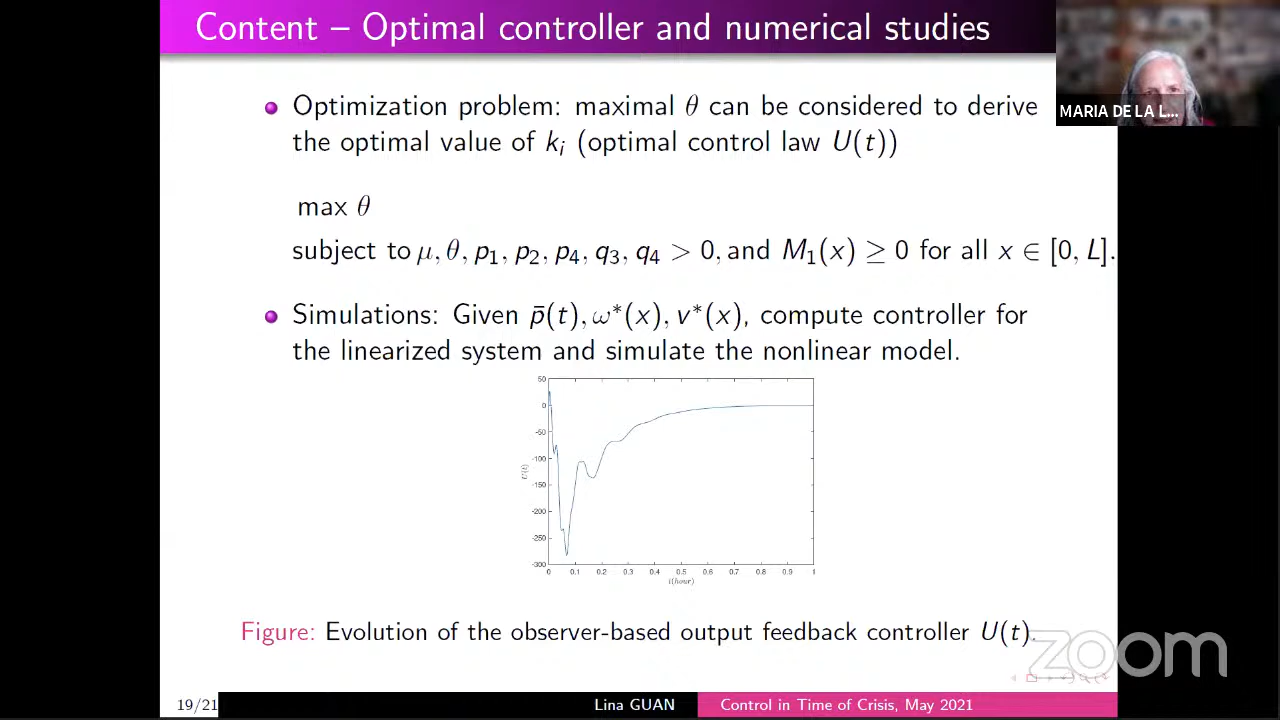 Content – Optimal controller and numerical studies
MARIA DE LA L...
Optimization problem: maximal θ can be considered to derive
the optimal value of kᵢ (optimal control law U(t))
max θ
subject to μ, θ, p₁, p₂, p₄, q₃, q₄ > 0, and M₁(x) ≥ 0 for all x ∈ [0, L].
Simulations: Given p̄(t), ω*(x), v*(x), compute controller for
the linearized system and simulate the nonlinear model.
50
0
-50
-100
-150
-200
-250
-300
U(t)
0 0.1 0.2 0.3 0.4 0.5 0.6 0.7 0.8 0.9 1
t(hour)
Figure: Evolution of the observer-based output feedback controller U(t).
zoom
19/21 Lina GUAN Control in Time of Crisis, May 2021